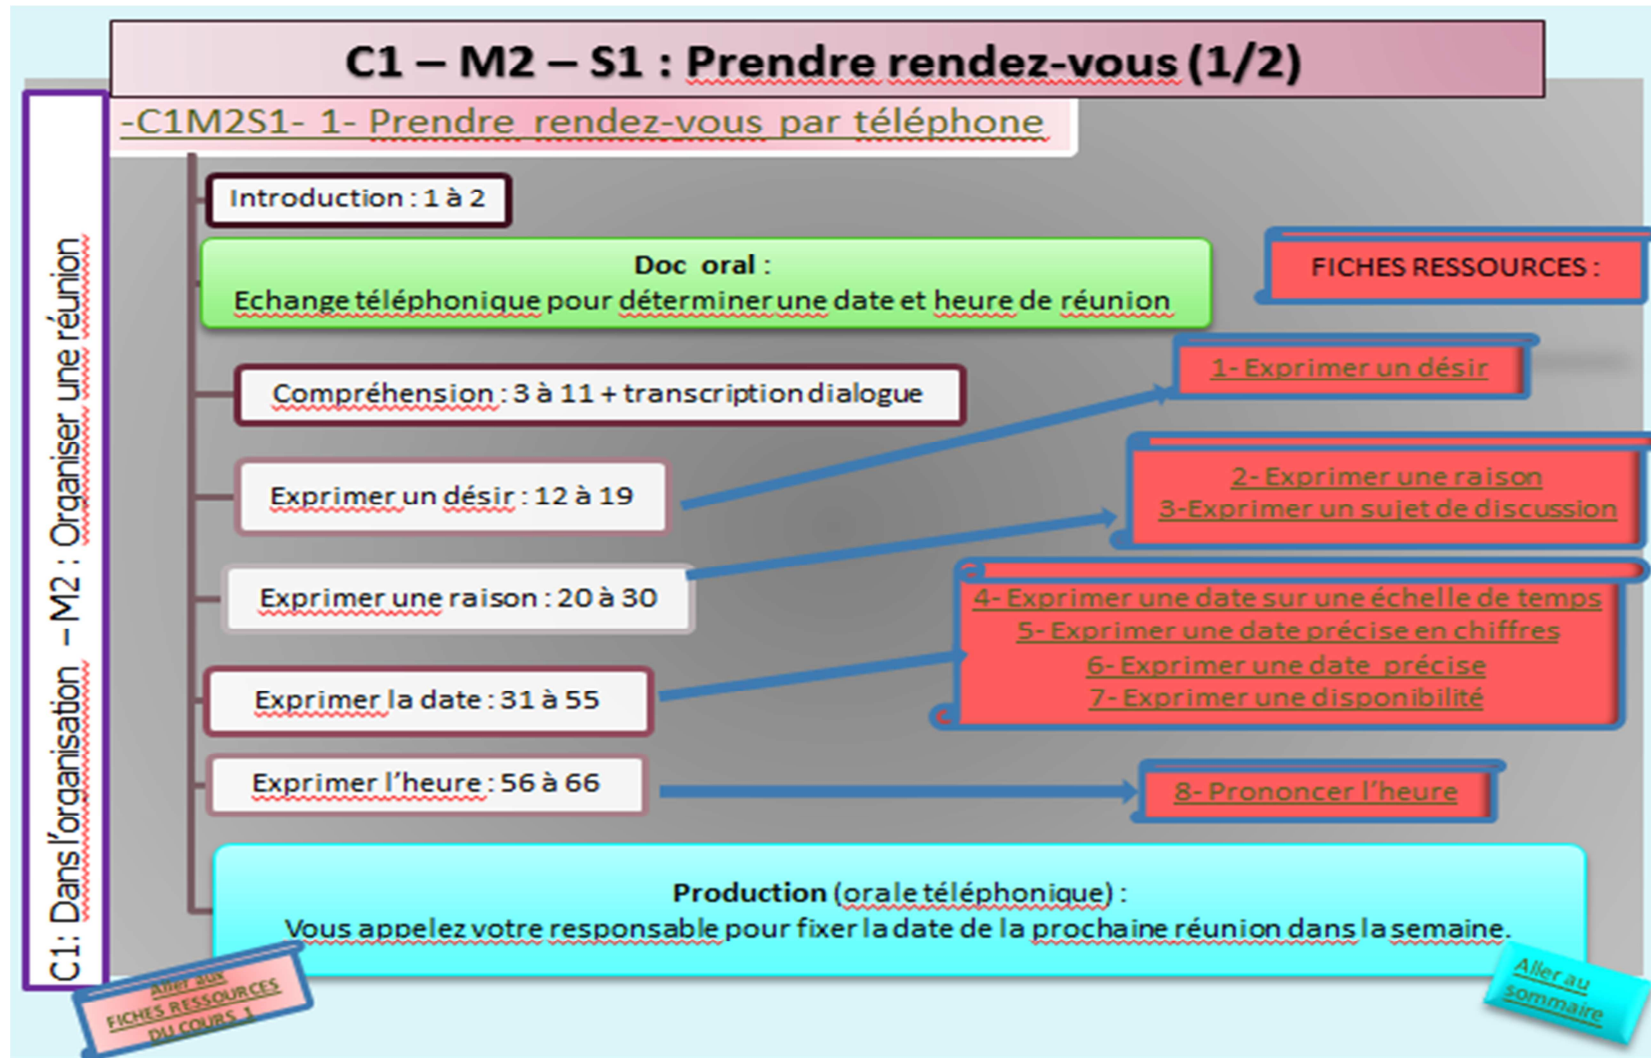 C1 – M2 – S1 : Prendre rendez-vous (1/2)
-C1M2S1- 1- Prendre rendez-vous par téléphone
C1: Dans l'organisation – M2 : Organiser une réunion
Introduction : 1 à 2
Doc oral :
Echange téléphonique pour déterminer une date et heure de réunion
FICHES RESSOURCES :
Compréhension : 3 à 11 + transcription dialogue
1- Exprimer un désir
Exprimer un désir : 12 à 19
2- Exprimer une raison
3-Exprimer un sujet de discussion
Exprimer une raison : 20 à 30
4- Exprimer une date sur une échelle de temps
5- Exprimer une date précise en chiffres
6- Exprimer une date précise
7- Exprimer une disponibilité
Exprimer la date : 31 à 55
Exprimer l'heure : 56 à 66
8- Prononcer l'heure
Production (orale téléphonique) :
Vous appelez votre responsable pour fixer la date de la prochaine réunion dans la semaine.
Aller aux
FICHES RESSOURCES
DU COURS 1
Aller au
sommaire